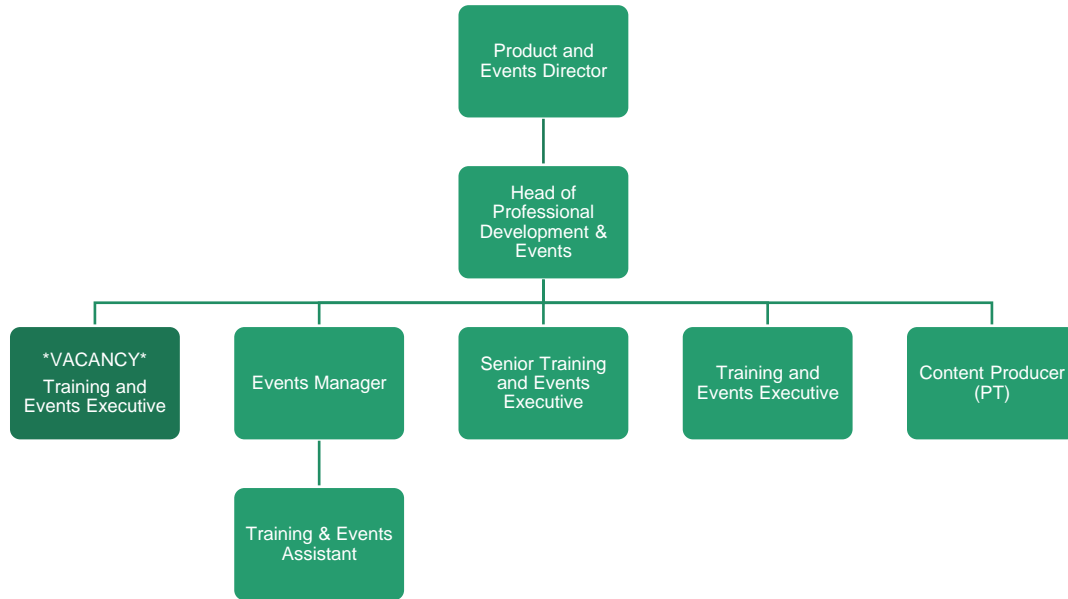 Product and
Events Director
Head of
Professional
Development &
Events
*VACANCY*
Training and
Events Executive
Events Manager
Senior Training
and Events
Executive
Training and
Events Executive
Content Producer
(PT)
Training & Events
Assistant